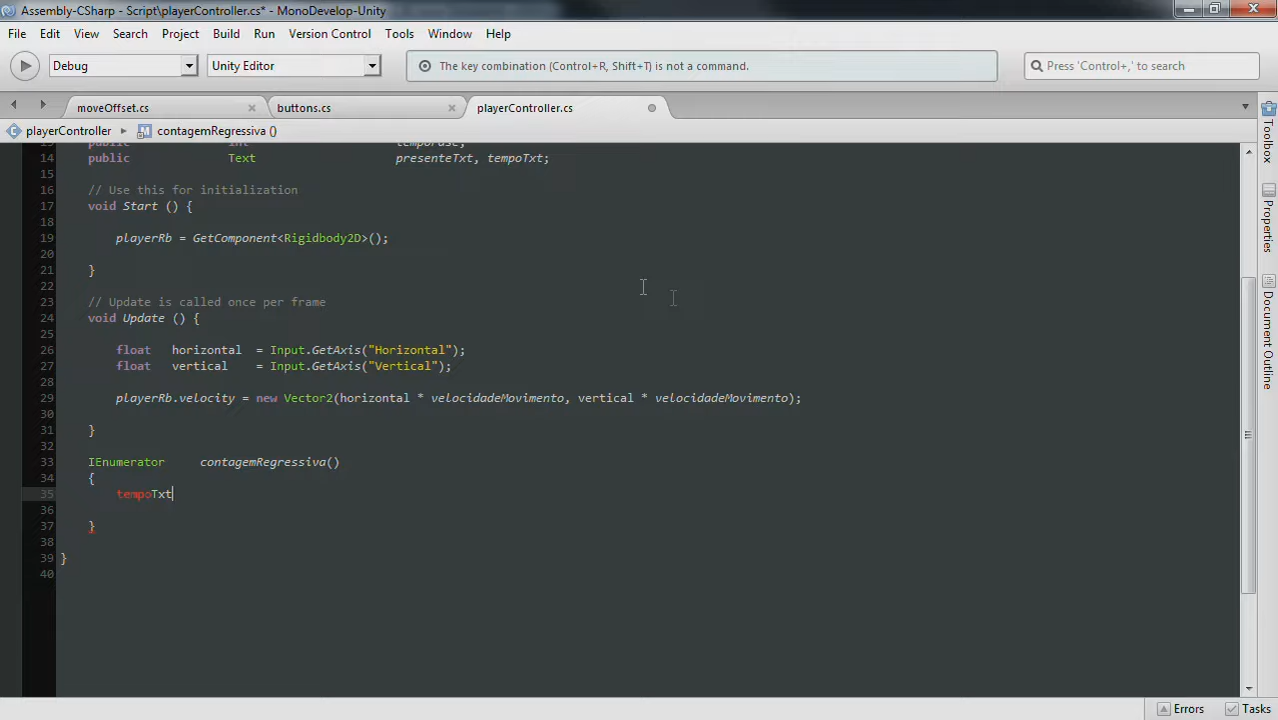 Assembly-CSharp - Script\playerController.cs* - MonoDevelop-Unity
File Edit View Search Project Build Run Version Control Tools Window Help
Debug Unity Editor The key combination (Control+R, Shift+T) is not a command. Press 'Control+,' to search
moveOffset.cs buttons.cs playerController.cs
playerController contagemRegressiva ()
13 public int tempoFase;
14 public Text presenteTxt, tempoTxt;
15
16 // Use this for initialization
17 void Start () {
18
19 playerRb = GetComponent<Rigidbody2D>();
20
21 }
22
23 // Update is called once per frame
24 void Update () {
25
26 float horizontal = Input.GetAxis("Horizontal");
27 float vertical = Input.GetAxis("Vertical");
28
29 playerRb.velocity = new Vector2(horizontal * velocidadeMovimento, vertical * velocidadeMovimento);
30
31 }
32
33 IEnumerator contagemRegressiva()
34 {
35 tempoTxt
36
37 }
38
39 }
40
Toolbox
Properties
Document Outline
Errors Tasks